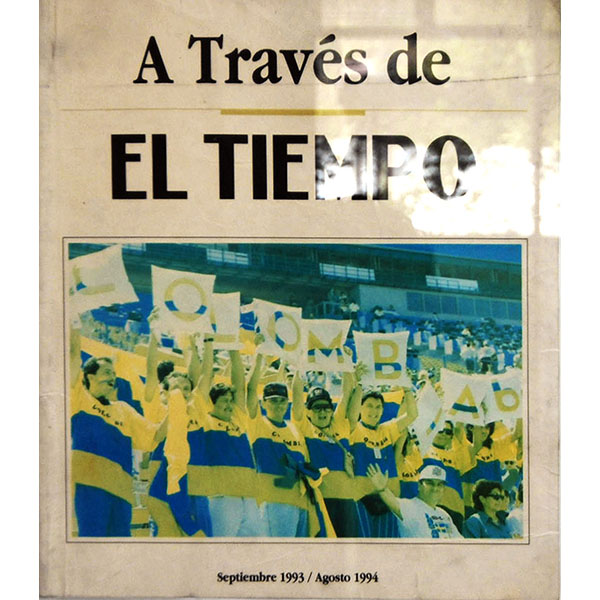 A Través de
EL TIEMPO
C O L O M B I A
Septiembre 1993 / Agosto 1994